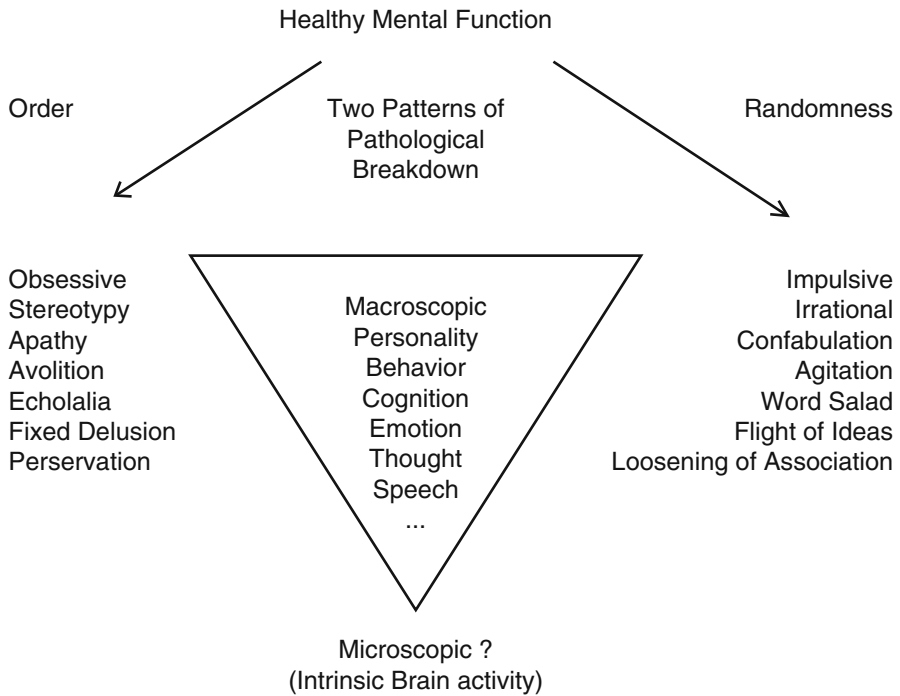 Healthy Mental Function
Order
Two Patterns of
Pathological
Breakdown
Randomness
Obsessive
Stereotypy
Apathy
Avolition
Echolalia
Fixed Delusion
Perservation
Macroscopic
Personality
Behavior
Cognition
Emotion
Thought
Speech
...
Impulsive
Irrational
Confabulation
Agitation
Word Salad
Flight of Ideas
Loosening of Association
Microscopic ?
(Intrinsic Brain activity)